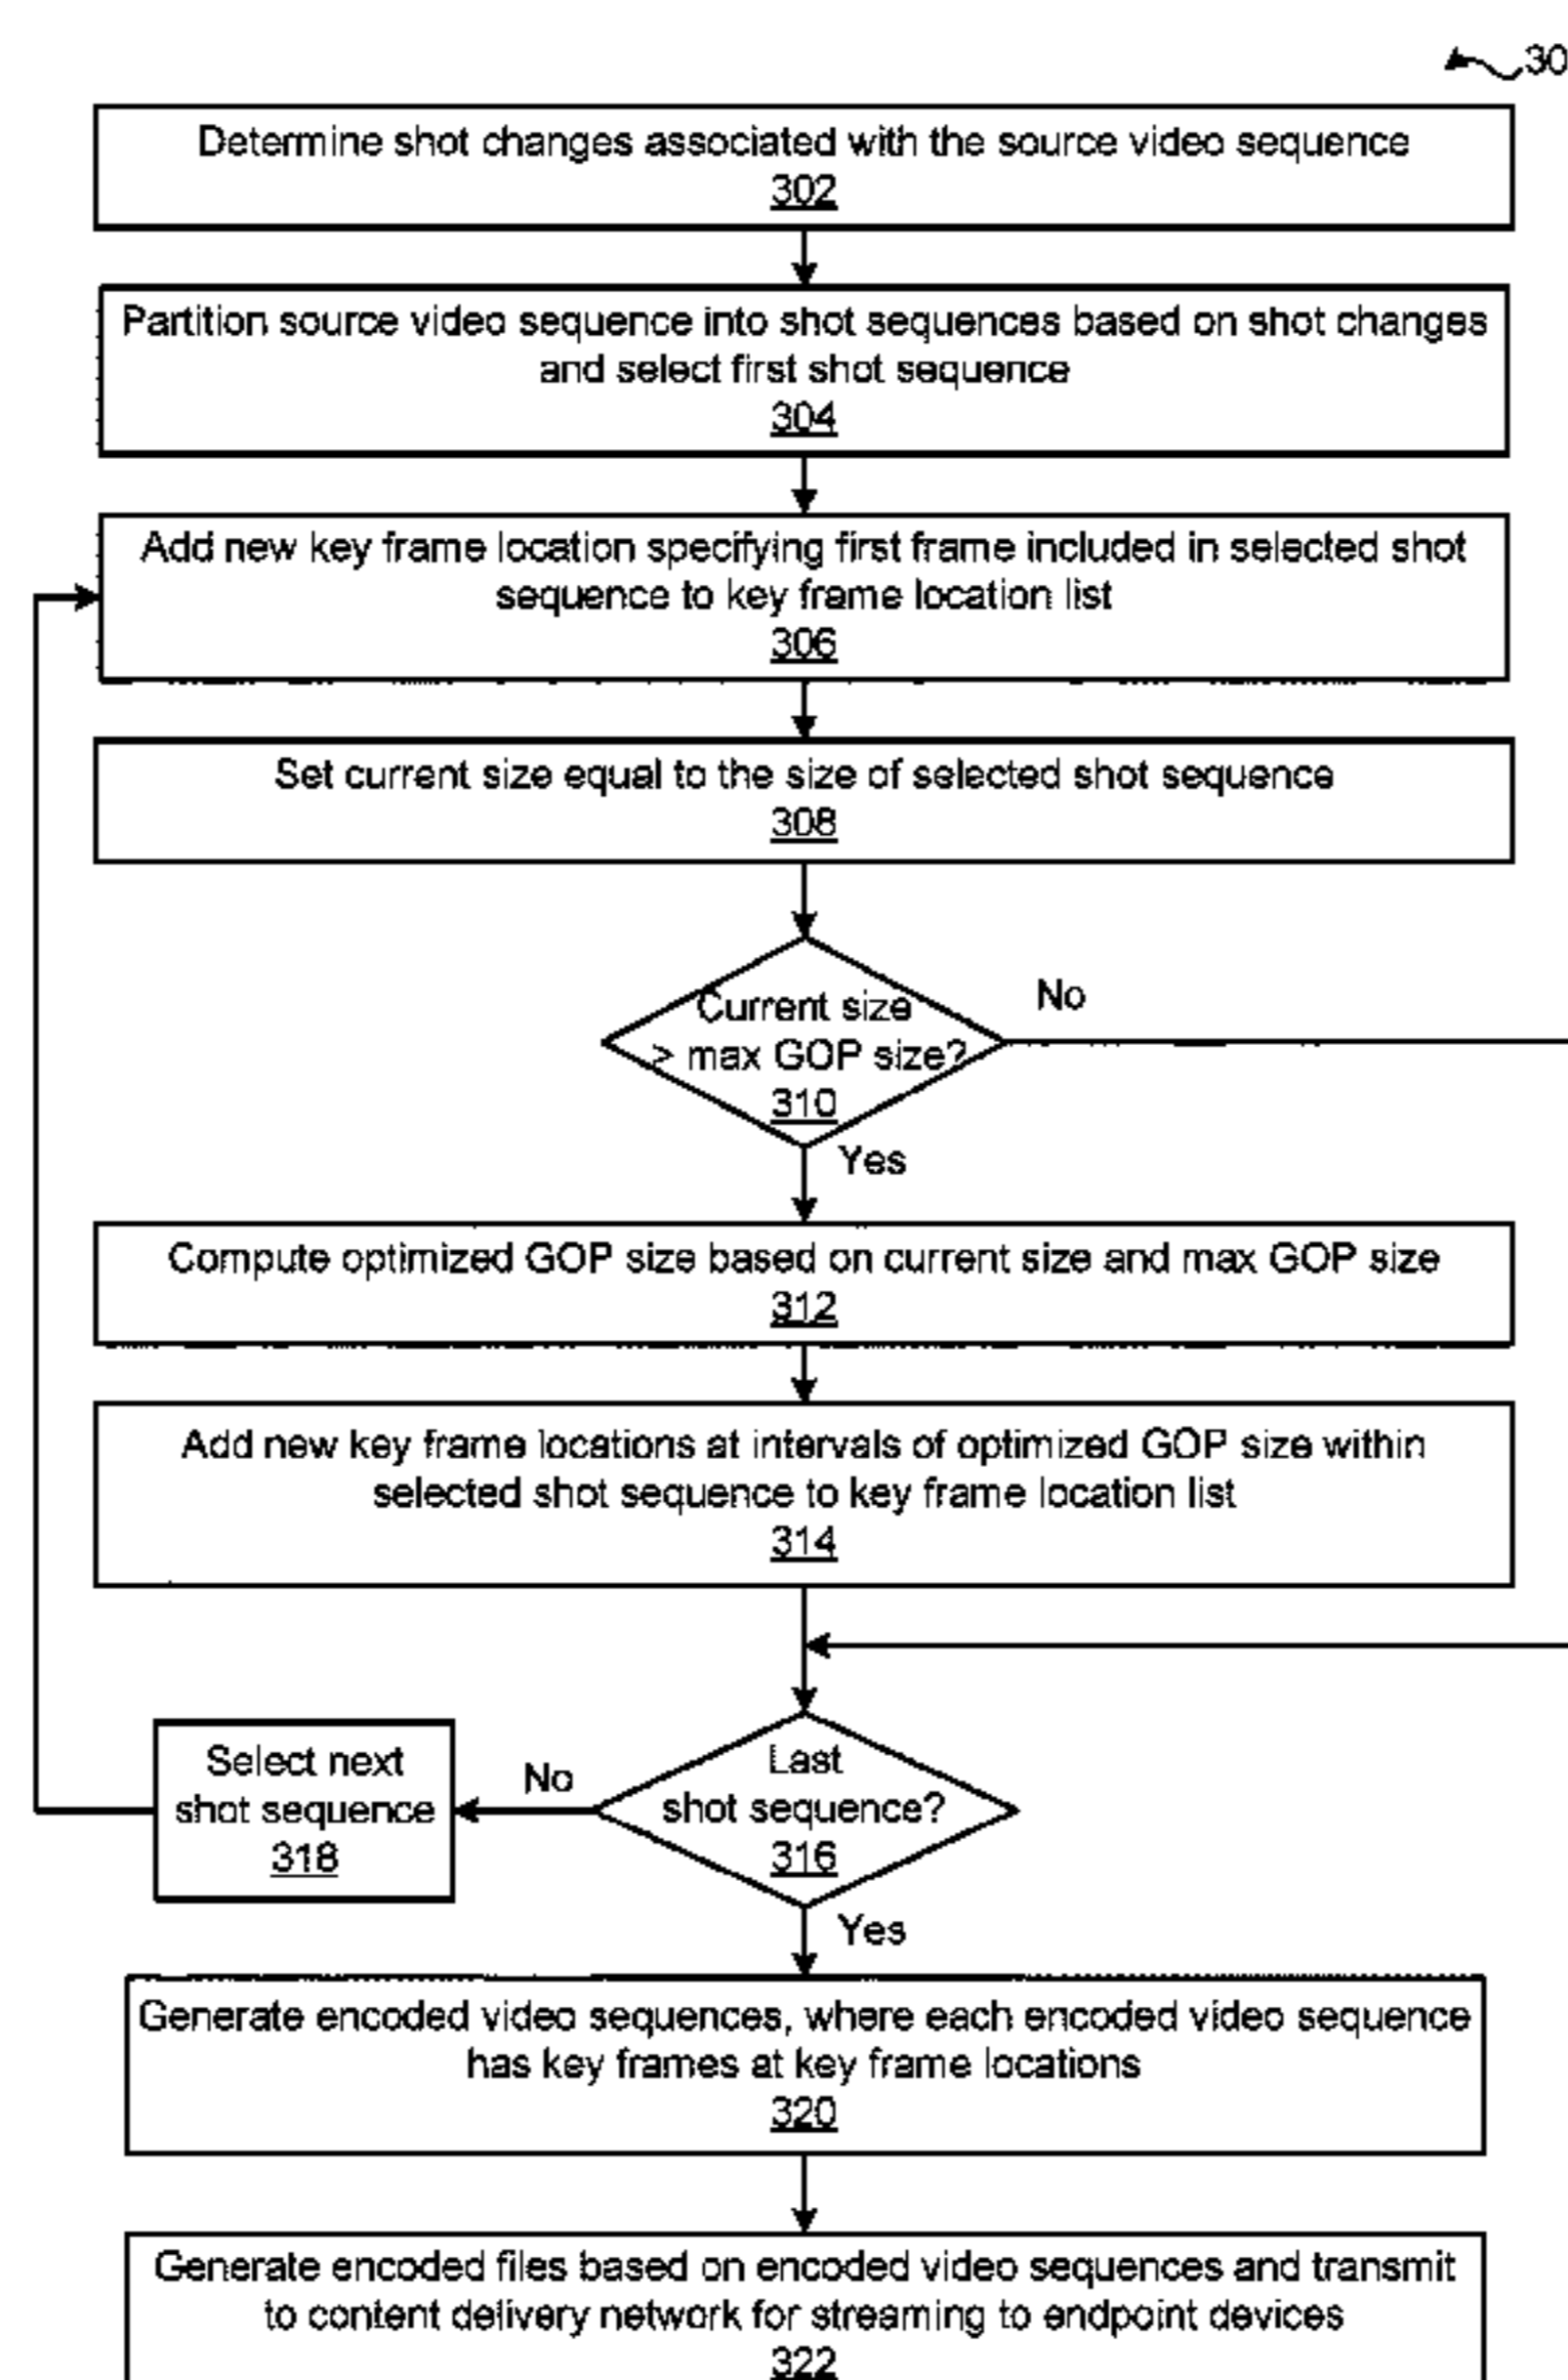 30
Determine shot changes associated with the source video sequence
302
Partition source video sequence into shot sequences based on shot changes
and select first shot sequence
304
Add new key frame location specifying first frame included in selected shot
sequence to key frame location list
306
Set current size equal to the size of selected shot sequence
308
Current size
> max GOP size?
310
No
Yes
Compute optimized GOP size based on current size and max GOP size
312
Add new key frame locations at intervals of optimized GOP size within
selected shot sequence to key frame location list
314
Last
shot sequence?
316
No
Select next
shot sequence
318
Yes
Generate encoded video sequences, where each encoded video sequence
has key frames at key frame locations
320
Generate encoded files based on encoded video sequences and transmit
to content delivery network for streaming to endpoint devices
322